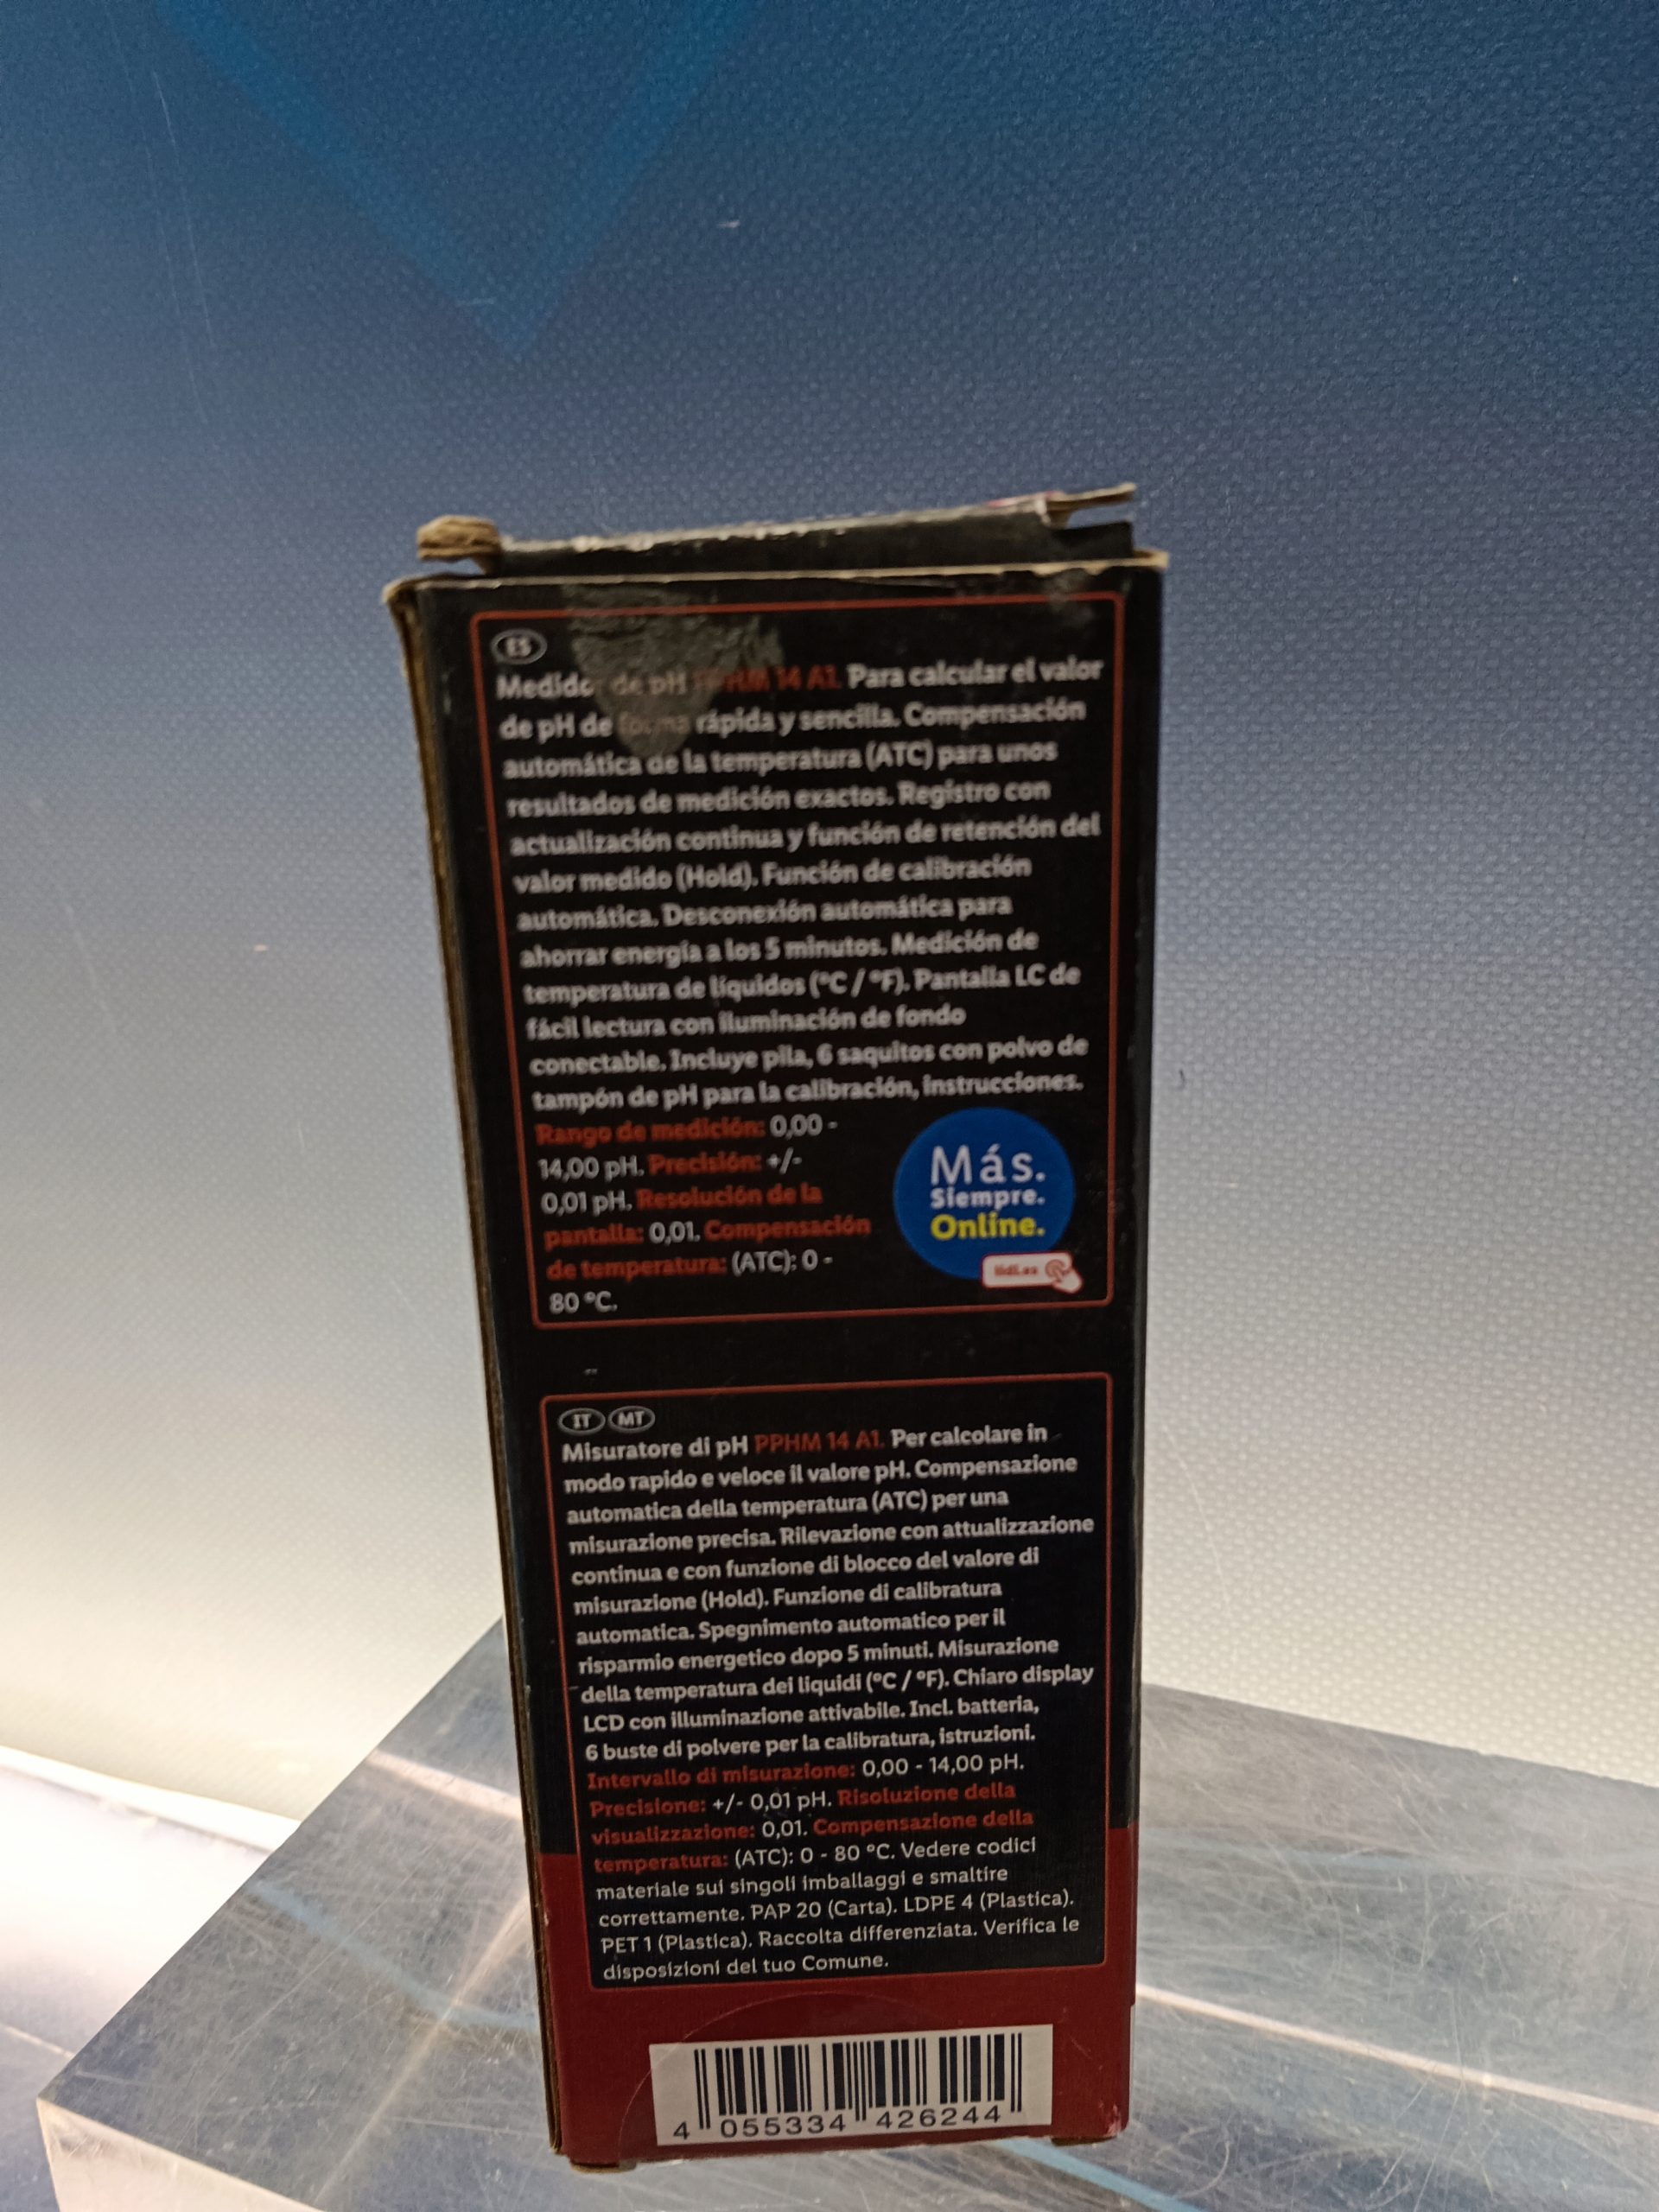 ES
Medidor de pH PPHM 14 A1. Para calcular el valor
de pH de forma rápida y sencilla. Compensación
automática de la temperatura (ATC) para unos
resultados de medición exactos. Registro con
actualización continua y función de retención del
valor medido (Hold). Función de calibración
automática. Desconexión automática para
ahorrar energía a los 5 minutos. Medición de
temperatura de líquidos (°C / °F). Pantalla LC de
fácil lectura con iluminación de fondo
conectable. Incluye pila, 6 saquitos con polvo de
tampón de pH para la calibración, instrucciones.
Rango de medición: 0,00 -
14,00 pH. Precisión: +/-
0,01 pH. Resolución de la
pantalla: 0,01. Compensación
de temperatura: (ATC): 0 -
80 °C.
Más.
Siempre.
Online.
lidl.es
IT MT
Misuratore di pH PPHM 14 A1. Per calcolare in
modo rapido e veloce il valore pH. Compensazione
automatica della temperatura (ATC) per una
misurazione precisa. Rilevazione con attualizzazione
continua e con funzione di blocco del valore di
misurazione (Hold). Funzione di calibratura
automatica. Spegnimento automatico per il
risparmio energetico dopo 5 minuti. Misurazione
della temperatura dei liquidi (°C / °F). Chiaro display
LCD con illuminazione attivabile. Incl. batteria,
6 buste di polvere per la calibratura, istruzioni.
Intervallo di misurazione: 0,00 - 14,00 pH.
Precisione: +/- 0,01 pH. Risoluzione della
visualizzazione: 0,01. Compensazione della
temperatura: (ATC): 0 - 80 °C. Vedere codici
materiale sui singoli imballaggi e smaltire
correttamente. PAP 20 (Carta). LDPE 4 (Plastica).
PET 1 (Plastica). Raccolta differenziata. Verifica le
disposizioni del tuo Comune.
4 055334 426244